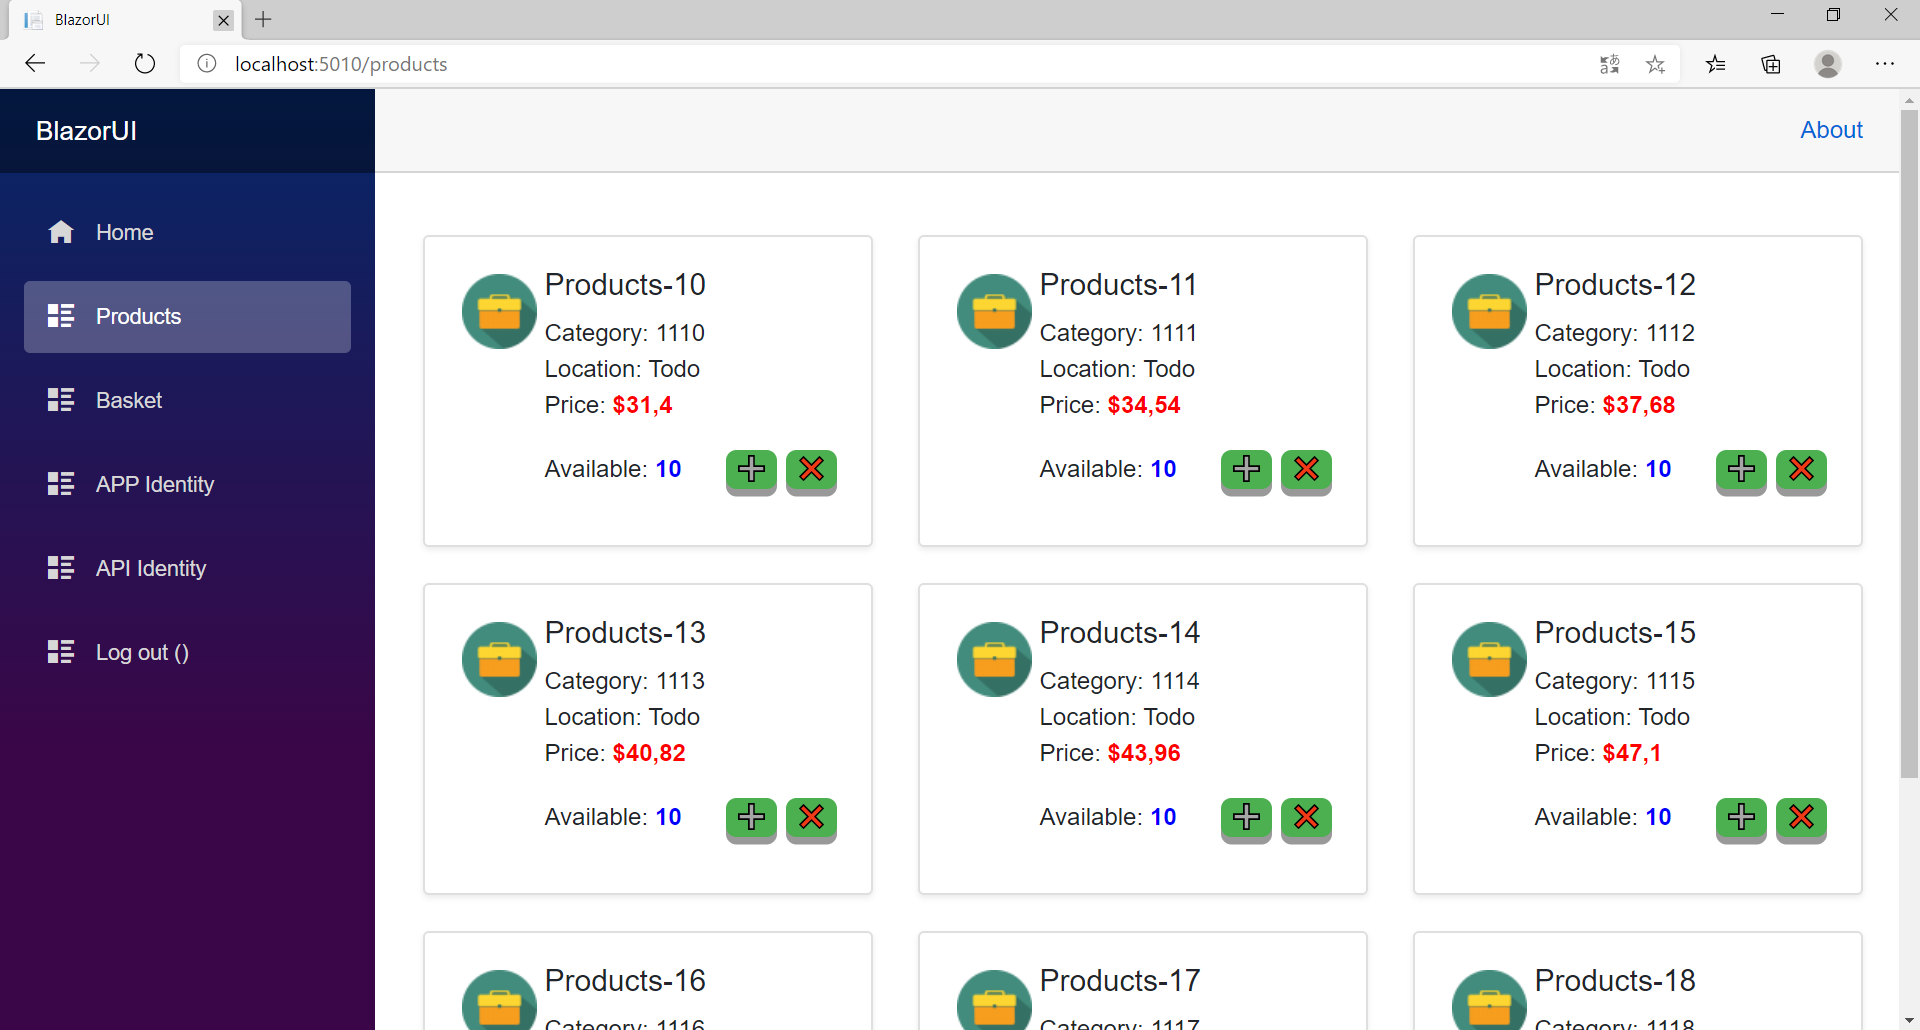 BlazorUI
localhost:5010/products
BlazorUI
About
Home
Products
Basket
APP Identity
API Identity
Log out ()
Products-10
Category: 1110
Location: Todo
Price: $31,4
Available: 10
Products-11
Category: 1111
Location: Todo
Price: $34,54
Available: 10
Products-12
Category: 1112
Location: Todo
Price: $37,68
Available: 10
Products-13
Category: 1113
Location: Todo
Price: $40,82
Available: 10
Products-14
Category: 1114
Location: Todo
Price: $43,96
Available: 10
Products-15
Category: 1115
Location: Todo
Price: $47,1
Available: 10
Products-16
Category: 1116
Products-17
Category: 1117
Products-18
Category: 1118